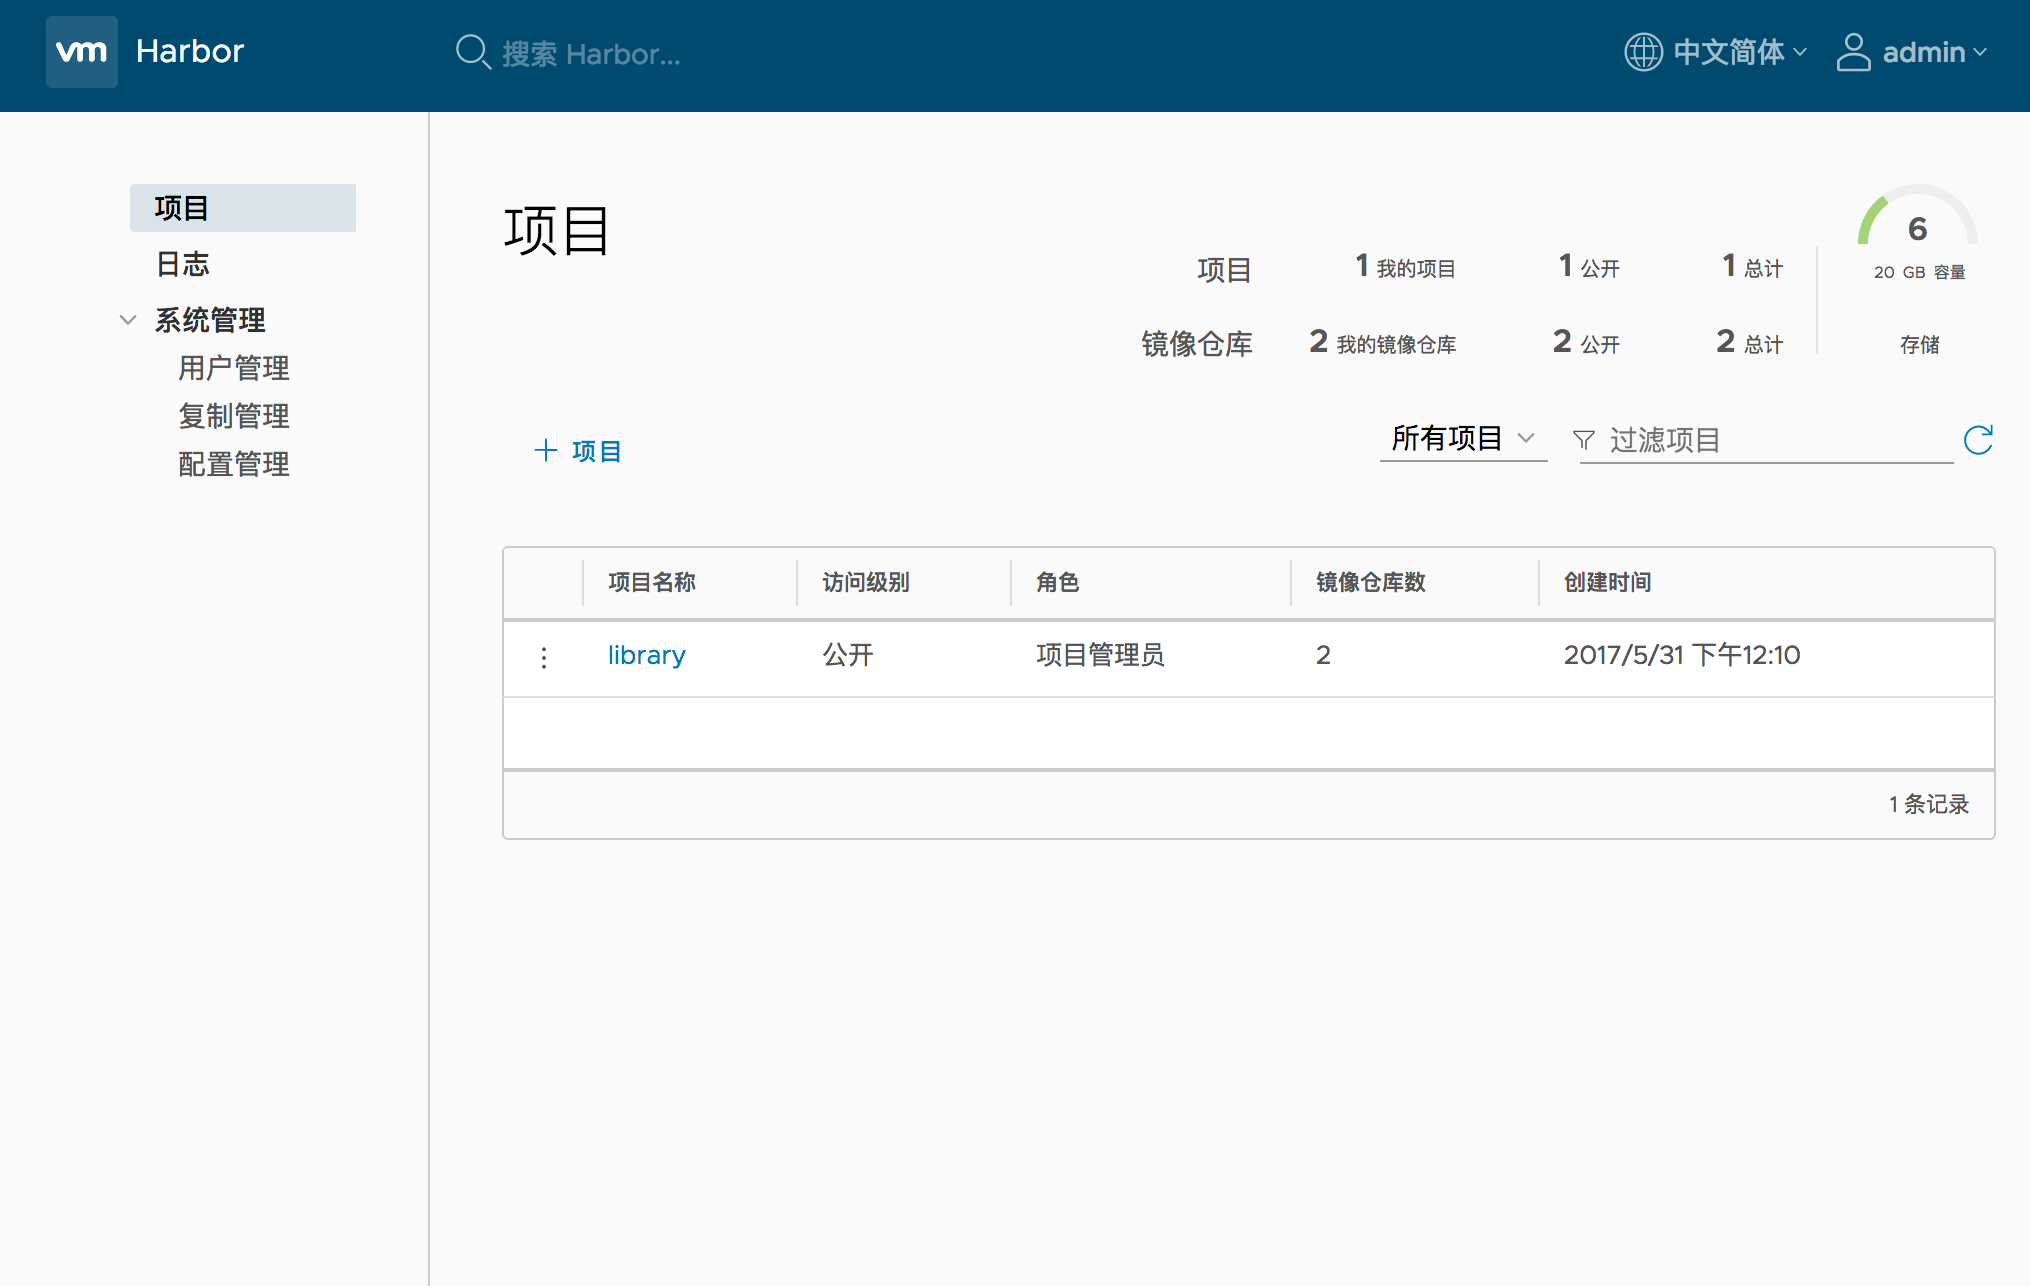 vm Harbor 搜索 Harbor... 中文简体 admin
项目
日志
系统管理
用户管理
复制管理
配置管理
项目
项目 1 我的项目 1 公开 1 总计
镜像仓库 2 我的镜像仓库 2 公开 2 总计
6
20 GB 容量
存储
项目 所有项目 过滤项目
项目名称 访问级别 角色 镜像仓库数 创建时间
library 公开 项目管理员 2 2017/5/31 下午12:10
1 条记录